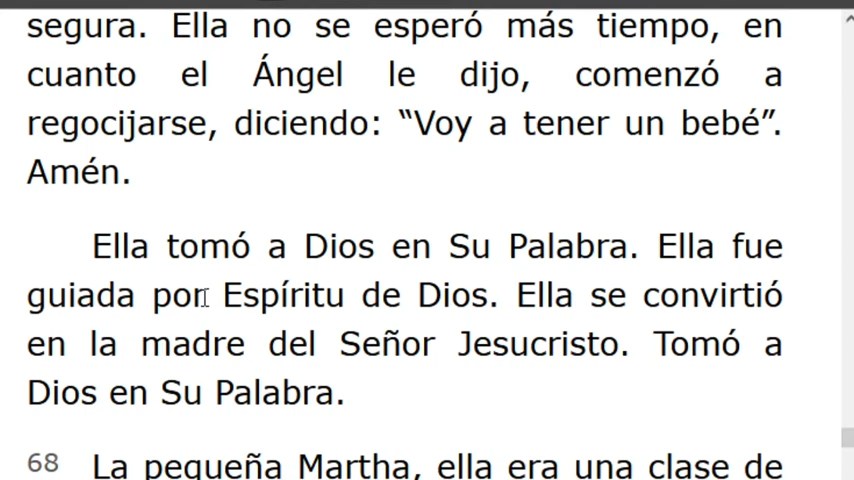 segura. Ella no se esperó más tiempo, en
cuanto el Ángel le dijo, comenzó a
regocijarse, diciendo: “Voy a tener un bebé”.
Amén.
Ella tomó a Dios en Su Palabra. Ella fue
guiada por Espíritu de Dios. Ella se convirtió
en la madre del Señor Jesucristo. Tomó a
Dios en Su Palabra.
68 La pequeña Martha, ella era una clase de